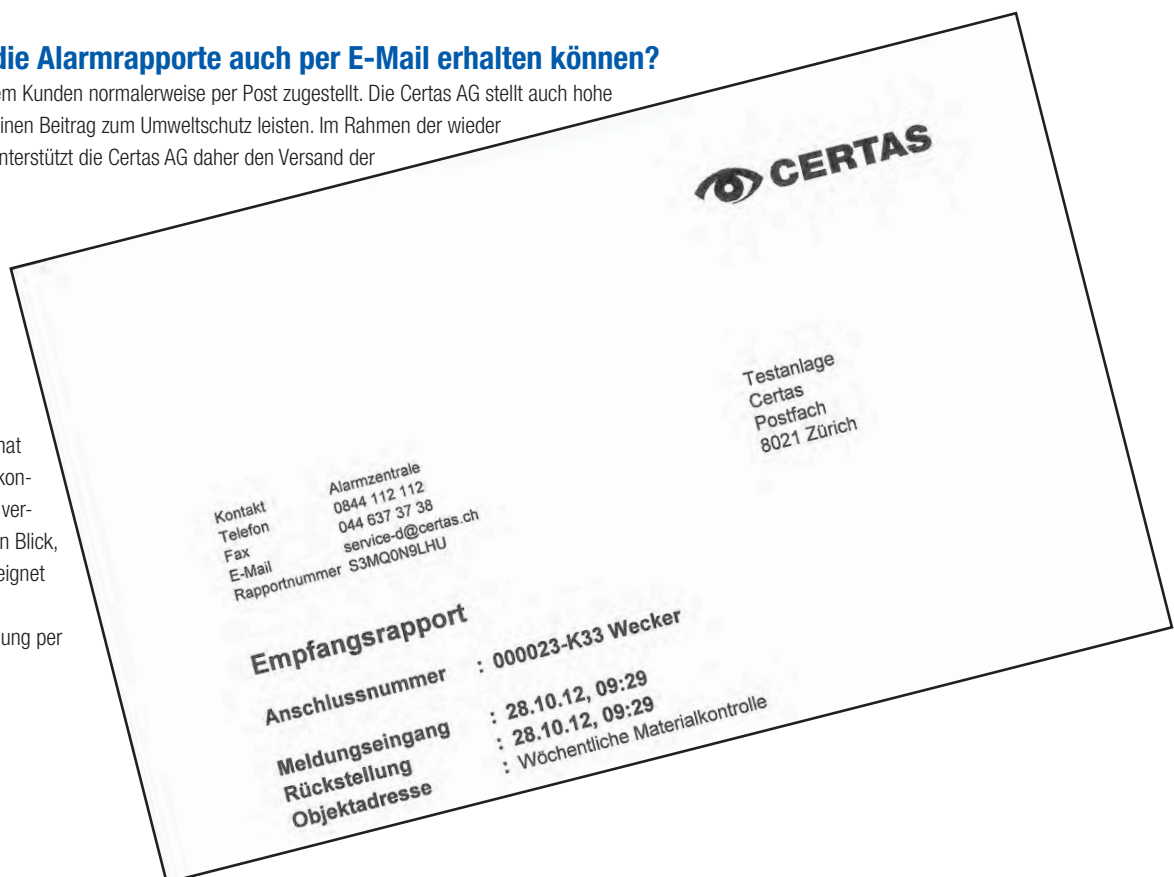 die Alarmrapporte auch per E-Mail erhalten können?
em Kunden normalerweise per Post zugestellt. Die Certas AG stellt auch hohe
inen Beitrag zum Umweltschutz leisten. Im Rahmen der wieder
nterstützt die Certas AG daher den Versand der
nat
kon-
ver-
n Blick,
eignet
ung per
CERTAS
Testanlage
Certas
Postfach
8021 Zürich
Kontakt Alarmzentrale
Telefon 0844 112 112
Fax 044 637 37 38
E-Mail service-d@certas.ch
Rapportnummer S3MQ0N9LHU
Empfangsrapport
Anschlussnummer : 000023-K33 Wecker
Meldungseingang : 28.10.12, 09:29
Rückstellung : 28.10.12, 09:29
Objektadresse : Wöchentliche Materialkontrolle